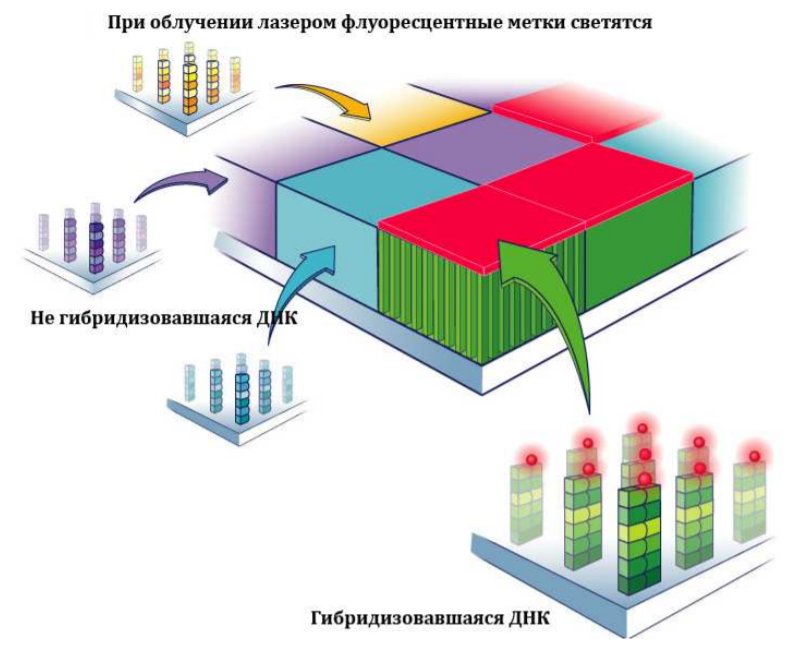 При облучении лазером флуоресцентные метки светятся
Не гибридизовавшаяся ДНК
Гибридизовавшаяся ДНК